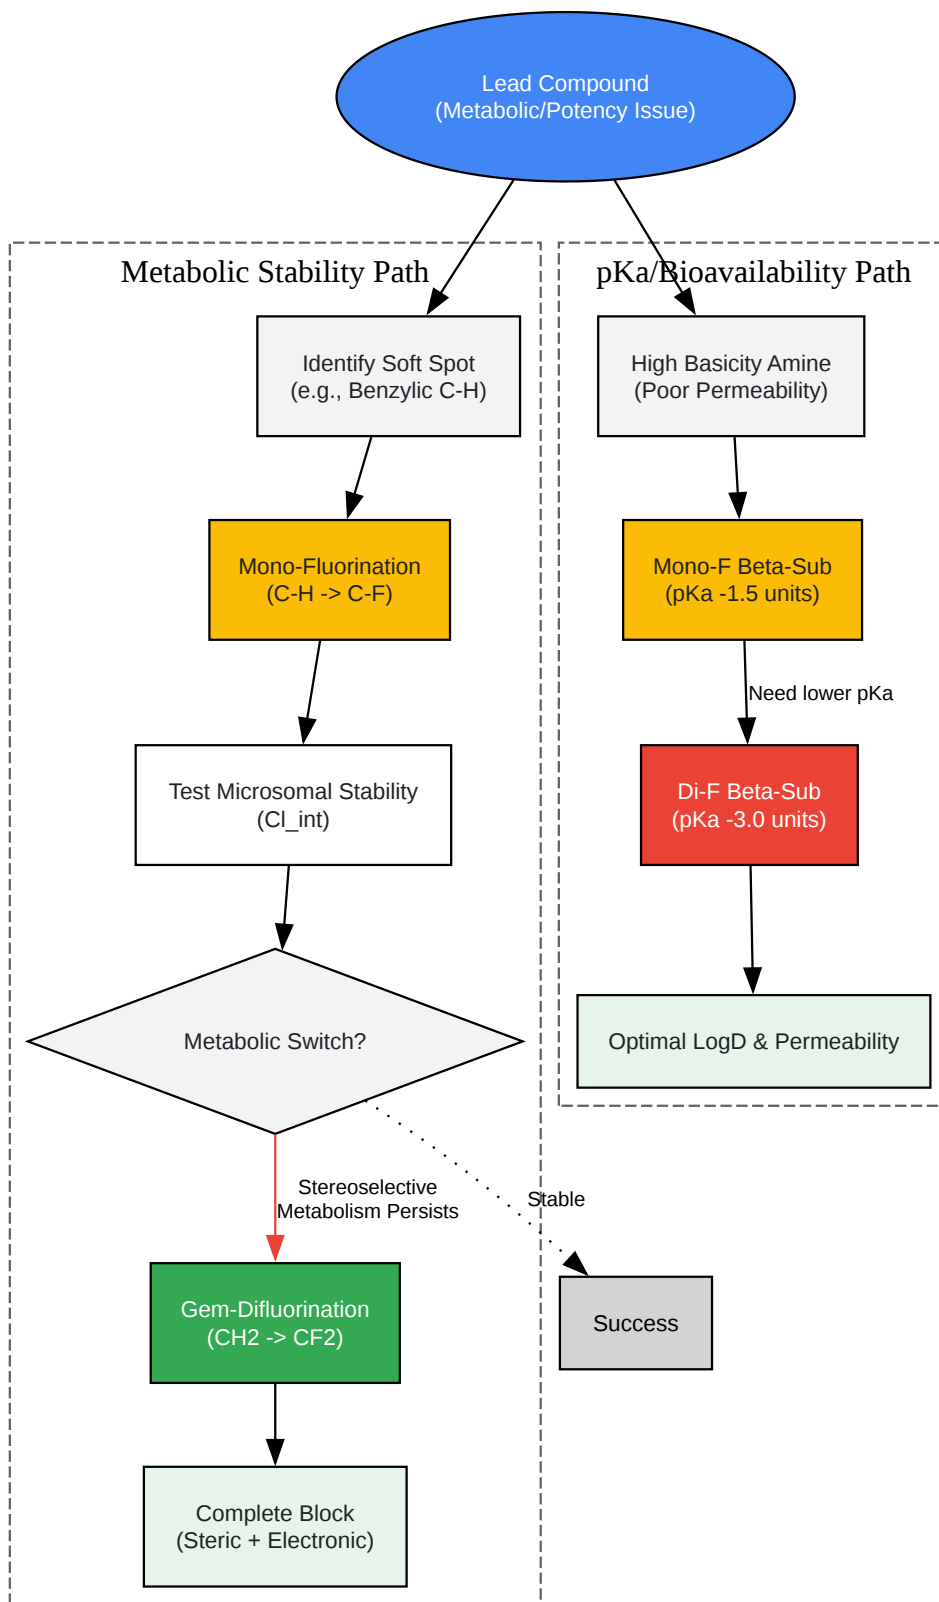 Lead Compound
(Metabolic/Potency Issue)
Metabolic Stability Path
Identify Soft Spot
(e.g., Benzylic C-H)
Mono-Fluorination
(C-H -> C-F)
Test Microsomal Stability
(Cl_int)
Metabolic Switch?
Stereoselective
Metabolism Persists
Stable
Gem-Difluorination
(CH2 -> CF2)
Success
Complete Block
(Steric + Electronic)
pKa/Bioavailability Path
High Basicity Amine
(Poor Permeability)
Mono-F Beta-Sub
(pKa -1.5 units)
Need lower pKa
Di-F Beta-Sub
(pKa -3.0 units)
Optimal LogD & Permeability